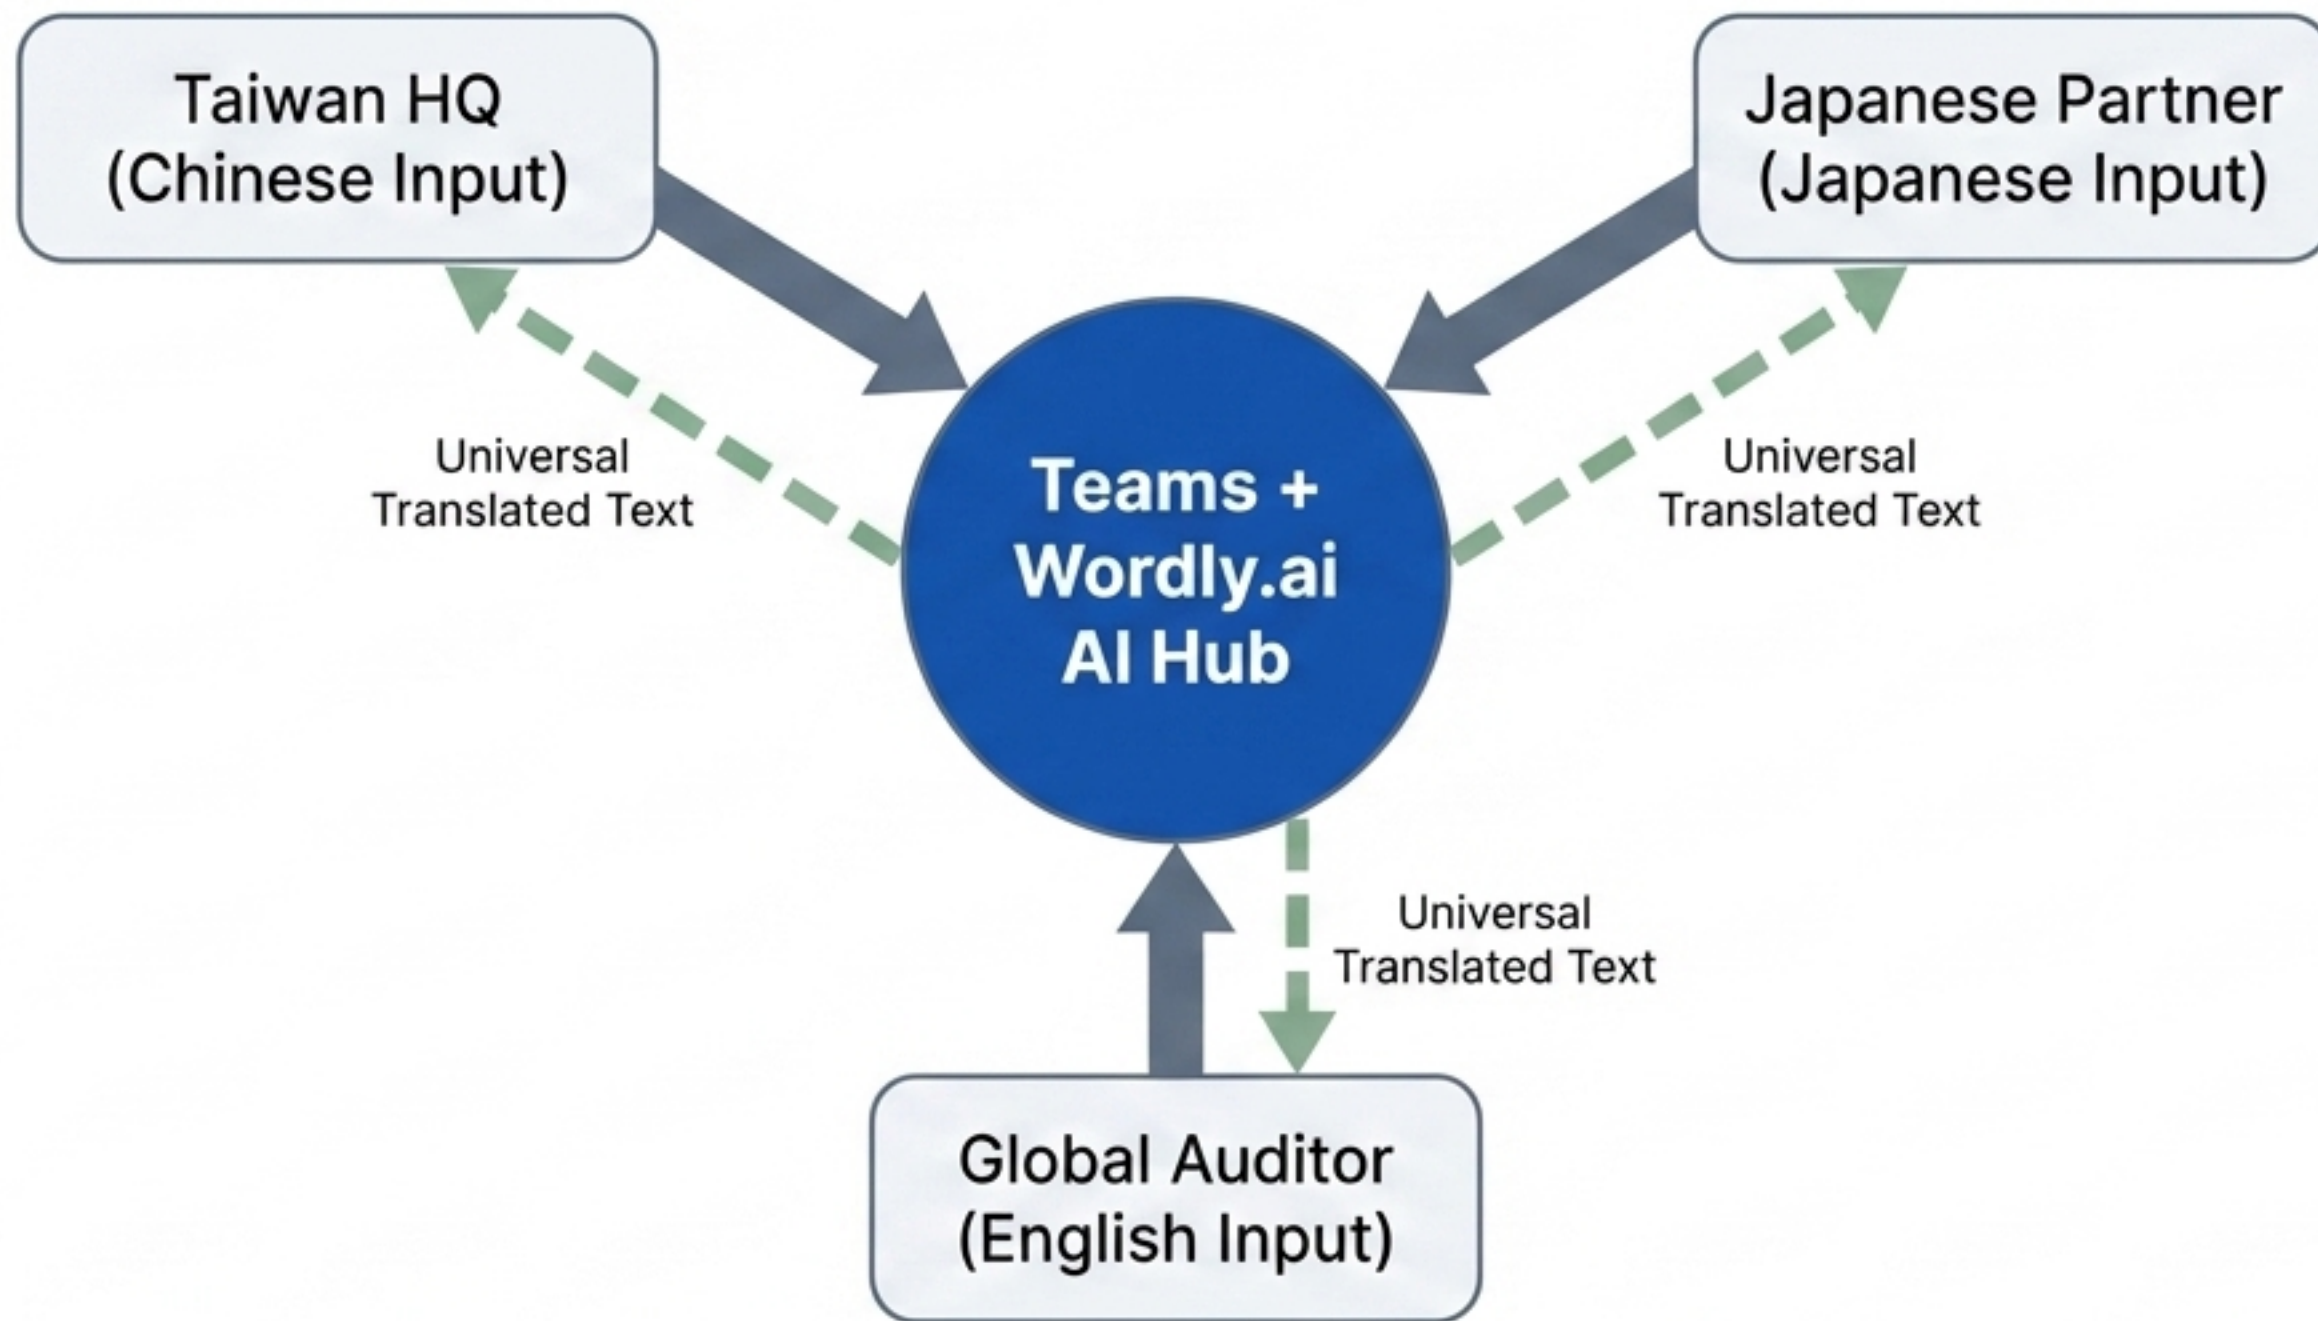 Taiwan HQ
(Chinese Input)
Japanese Partner
(Japanese Input)
Universal
Translated Text
Teams +
Wordly.ai
AI Hub
Universal
Translated Text
Universal
Translated Text
Global Auditor
(English Input)